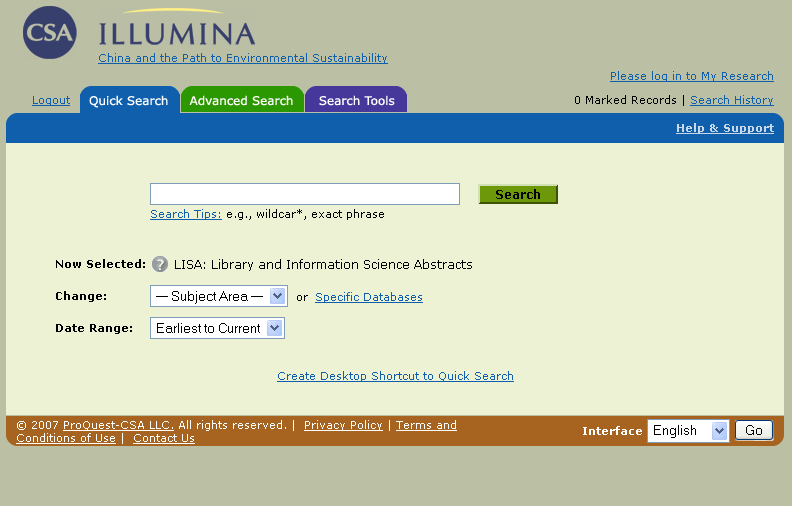 CSA ILLUMINA
China and the Path to Environmental Sustainability
Please log in to My Research
Logout Quick Search Advanced Search Search Tools 0 Marked Records | Search History
Help & Support
Search
Search Tips: e.g., wildcar*, exact phrase
Now Selected: ? LISA: Library and Information Science Abstracts
Change: — Subject Area — or Specific Databases
Date Range: Earliest to Current
Create Desktop Shortcut to Quick Search
© 2007 ProQuest-CSA LLC. All rights reserved. | Privacy Policy | Terms and
Conditions of Use | Contact Us
Interface English Go